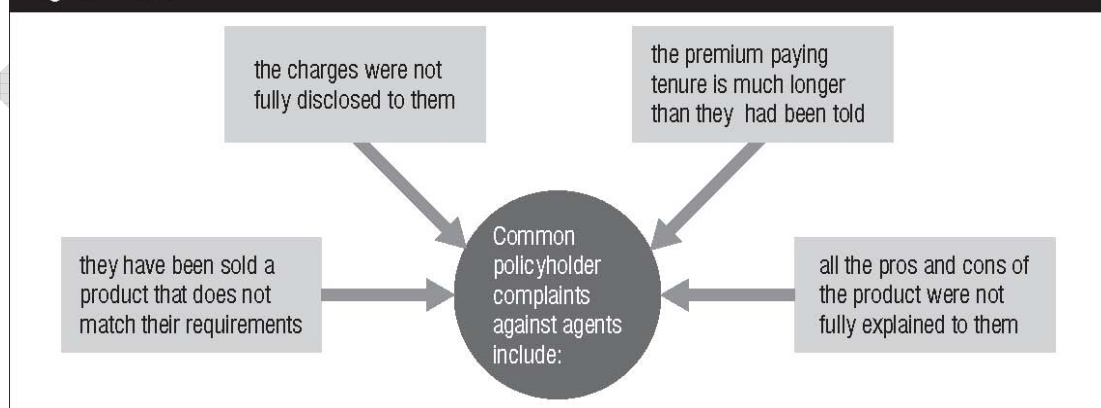 the charges were not
fully disclosed to them
the premium paying
tenure is much longer
than they had been told
they have been sold a
product that does not
match their requirements
Common
policyholder
complaints
against agents
include:
all the pros and cons of
the product were not
fully explained to them